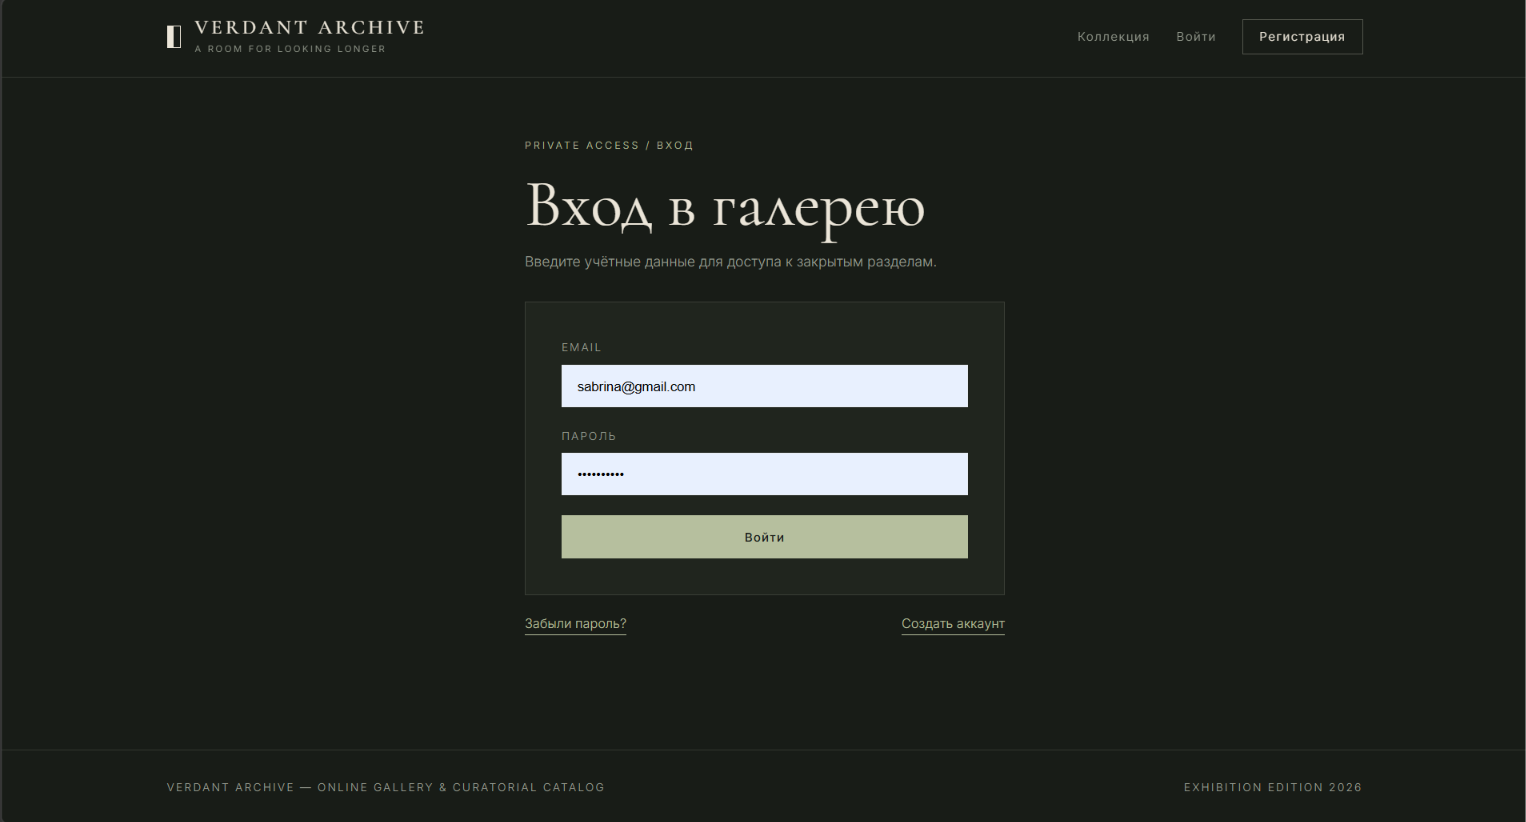 VERDANT ARCHIVE
A ROOM FOR LOOKING LONGER
Коллекция
Войти
Регистрация
PRIVATE ACCESS / ВХОД
Вход в галерею
Введите учётные данные для доступа к закрытым разделам.
EMAIL
sabrina@gmail.com
ПАРОЛЬ
••••••••••
Войти
Забыли пароль?
Создать аккаунт
VERDANT ARCHIVE — ONLINE GALLERY & CURATORIAL CATALOG
EXHIBITION EDITION 2026